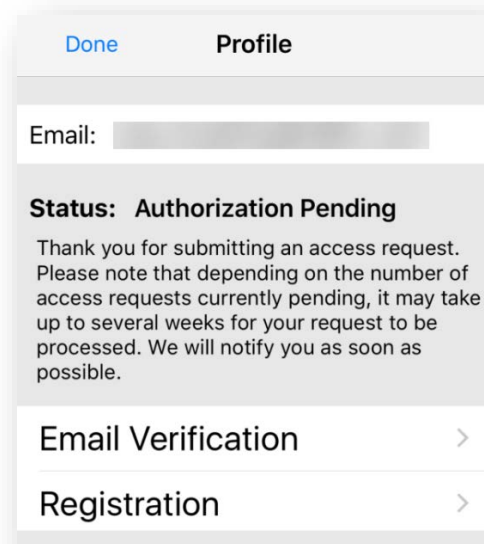 Done Profile
Email:
Status: Authorization Pending
Thank you for submitting an access request.
Please note that depending on the number of
access requests currently pending, it may take
up to several weeks for your request to be
processed. We will notify you as soon as
possible.
Email Verification
Registration